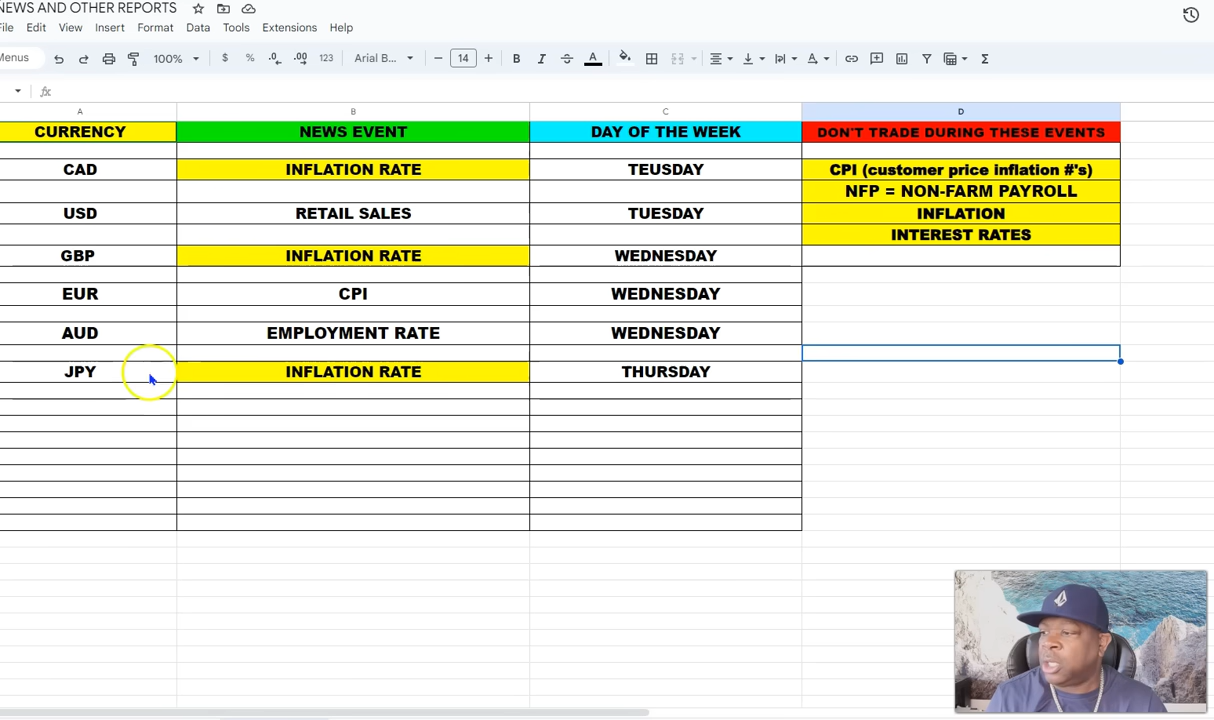 NEWS AND OTHER REPORTS
File Edit View Insert Format Data Tools Extensions Help
Menus 100% $ % .0 .00 123 Arial B... − 14 + B I A A Σ
fx
A B C D
CURRENCY NEWS EVENT DAY OF THE WEEK DON'T TRADE DURING THESE EVENTS
CAD INFLATION RATE TEUSDAY CPI (customer price inflation #'s)
NFP = NON-FARM PAYROLL
USD RETAIL SALES TUESDAY INFLATION
INTEREST RATES
GBP INFLATION RATE WEDNESDAY
EUR CPI WEDNESDAY
AUD EMPLOYMENT RATE WEDNESDAY
JPY INFLATION RATE THURSDAY